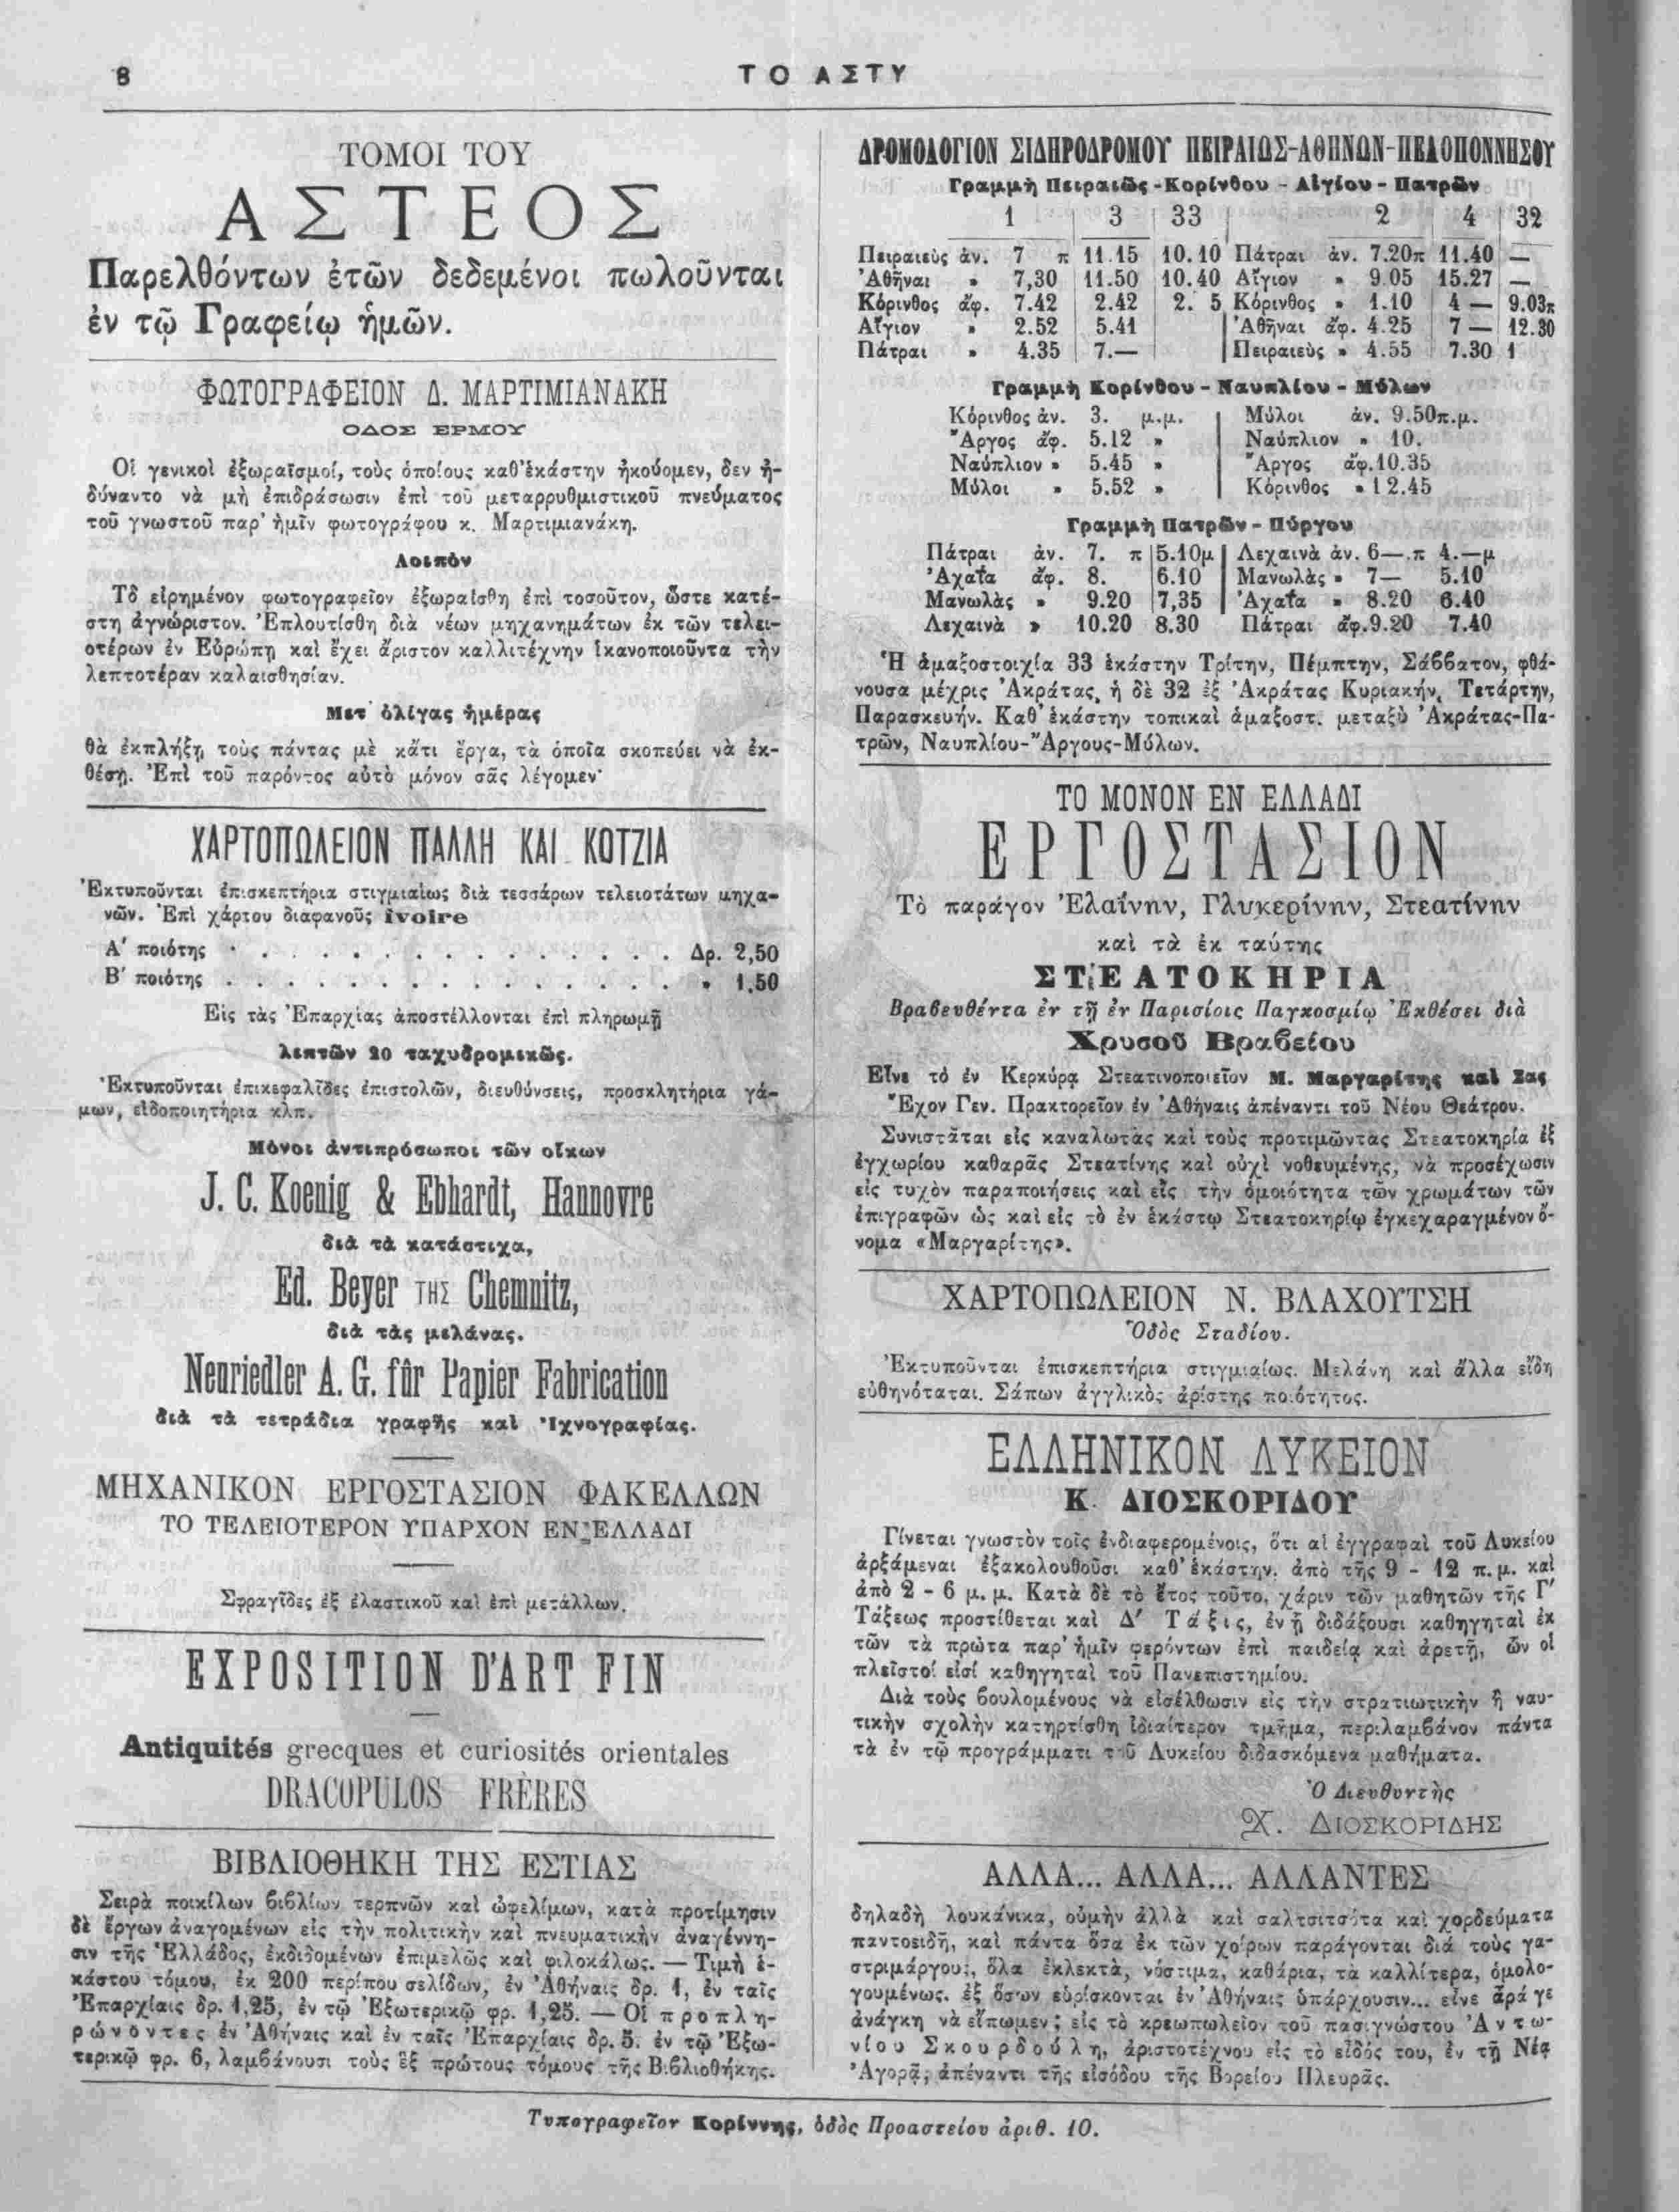 8
ΤΟ ΑΣΤΥ
ΤΟΜΟΙ ΤΟΥ
ΑΣΤΕΟΣ
Παρελθόντων ἐτῶν δεδεμένοι πωλοῦνται
ἐν τῷ Γραφείῳ ἡμῶν.
ΦΩΤΟΓΡΑΦΕΙΟΝ Δ. ΜΑΡΤΙΜΙΑΝΑΚΗ
ΟΔΟΣ ΕΡΜΟΥ
Οἱ γενικοὶ ἐξωραϊσμοί, τοὺς ὁποίους καθ' ἑκάστην ἠκούομεν, δὲν ἠ-
δύναντο νὰ μὴ ἐπιδράσωσιν ἐπὶ τοῦ μεταρρυθμιστικοῦ πνεύματος
τοῦ γνωστοῦ παρ' ἡμῖν φωτογράφου κ. Μαρτιμιανάκη.
Λοιπὸν
Τὸ εἰρημένον φωτογραφεῖον ἐξωραΐσθη ἐπὶ τοσοῦτον, ὥστε κατέ-
στη ἀγνώριστον. Ἐπλουτίσθη διὰ νέων μηχανημάτων ἐκ τῶν τελει-
οτέρων ἐν Εὐρώπῃ καὶ ἔχει ἄριστον καλλιτέχνην ἱκανοποιοῦντα τὴν
λεπτοτέραν καλαισθησίαν.
Μετ' ὀλίγας ἡμέρας
θὰ ἐκπλήξῃ τοὺς πάντας μὲ κᾶτι ἔργα, τὰ ὁποῖα σκοπεύει νὰ ἐκ-
θέσῃ. Ἐπὶ τοῦ παρόντος αὐτὸ μόνον σᾶς λέγομεν·
ΧΑΡΤΟΠΩΛΕΙΟΝ ΠΑΛΛΗ ΚΑΙ ΚΟΤΖΙΑ
Ἐκτυποῦνται ἐπισκεπτήρια στιγμιαίως διὰ τεσσάρων τελειοτάτων μηχα-
νῶν. Ἐπὶ χάρτου διαφανοῦς ivoire
Α' ποιότης . . . . . . . . . . . . . . . Δρ. 2,50
Β' ποιότης . . . . . . . . . . . . . . . » 1.50
Εἰς τὰς Ἐπαρχίας ἀποστέλλονται ἐπὶ πληρωμῇ
λεπτῶν 20 ταχυδρομικῶς.
Ἐκτυποῦνται ἐπικεφαλῖδες ἐπιστολῶν, διευθύνσεις, προσκλητήρια γά-
μων, εἰδοποιητήρια κλπ.
Μόνοι ἀντιπρόσωποι τῶν οἴκων
J. C. Koenig & Ebhardt, Hannovre
διὰ τὰ κατάστιχα,
Ed. Beyer ΤΗΣ Chemnitz,
διὰ τὰς μελάνας.
Neuriedler A. G. fûr Papier Fabrication
διὰ τὰ τετράδια γραφῆς καὶ Ἰχνογραφίας.
ΜΗΧΑΝΙΚΟΝ ΕΡΓΟΣΤΑΣΙΟΝ ΦΑΚΕΛΛΩΝ
ΤΟ ΤΕΛΕΙΟΤΕΡΟΝ ΥΠΑΡΧΟΝ ΕΝ ΕΛΛΑΔΙ
Σφραγῖδες ἐξ ἐλαστικοῦ καὶ ἐπὶ μετάλλων.
EXPOSITION D'ART FIN
Antiquités grecques et curiosités orientales
DRACOPULOS FRÈRES
ΒΙΒΛΙΟΘΗΚΗ ΤΗΣ ΕΣΤΙΑΣ
Σειρὰ ποικίλων βιβλίων τερπνῶν καὶ ὠφελίμων, κατὰ προτίμησιν
δὲ ἔργων ἀναγομένων εἰς τὴν πολιτικὴν καὶ πνευματικὴν ἀναγέννη-
σιν τῆς Ἑλλάδος, ἐκδιδομένων ἐπιμελῶς καὶ φιλοκάλως. — Τιμὴ ἑ-
κάστου τόμου, ἐκ 200 περίπου σελίδων, ἐν Ἀθήναις δρ. 1, ἐν ταῖς
Ἐπαρχίαις δρ. 1,25, ἐν τῷ Ἐξωτερικῷ φρ. 1,25. — Οἱ προπλη-
ρώνοντες ἐν Ἀθήναις καὶ ἐν ταῖς Ἐπαρχίαις δρ. 5. ἐν τῷ Ἐξω-
τερικῷ φρ. 6, λαμβάνουσι τοὺς ἓξ πρώτους τόμους τῆς Βιβλιοθήκης.
ΔΡΟΜΟΛΟΓΙΟΝ ΣΙΔΗΡΟΔΡΟΜΟΥ ΠΕΙΡΑΙΩΣ-ΑΘΗΝΩΝ-ΠΕΛΟΠΟΝΝΗΣΟΥ
Γραμμὴ Πειραιῶς - Κορίνθου - Αἰγίου - Πατρῶν
1 3 33 2 4 32
Πειραιεὺς ἀν. 7 π 11.15 10.10 Πάτραι ἀν. 7.20π 11.40 —
Ἀθῆναι » 7,30 11.50 10.40 Αἴγιον » 9.05 15.27 —
Κόρινθος ἀφ. 7.42 2.42 2. 5 Κόρινθος » 1.10 4 — 9.03π
Αἴγιον » 2.52 5.41 Ἀθῆναι ἀφ. 4.25 7 — 12.30
Πάτραι » 4.35 7.— Πειραιεὺς » 4.55 7.30 1
Γραμμὴ Κορίνθου - Ναυπλίου - Μύλων
Κόρινθος ἀν. 3. μ.μ. Μύλοι ἀν. 9.50π.μ.
Ἄργος ἀφ. 5.12 » Ναύπλιον » 10.
Ναύπλιον » 5.45 » Ἄργος ἀφ. 10.35
Μύλοι » 5.52 » Κόρινθος » 12.45
Γραμμὴ Πατρῶν - Πύργου
Πάτραι ἀν. 7. π 5.10μ Λεχαινὰ ἀν. 6—.π 4.—μ
Ἀχαΐα ἀφ. 8. 6.10 Μανωλὰς » 7— 5.10
Μανωλὰς » 9.20 7,35 Ἀχαΐα » 8.20 6.40
Λεχαινὰ » 10.20 8.30 Πάτραι ἀφ. 9.20 7.40
Ἡ ἁμαξοστοιχία 33 ἑκάστην Τρίτην, Πέμπτην, Σάββατον, φθά-
νουσα μέχρις Ἀκράτας, ἡ δὲ 32 ἐξ Ἀκράτας Κυριακήν, Τετάρτην,
Παρασκευήν. Καθ' ἑκάστην τοπικαὶ ἁμαξοστ. μεταξὺ Ἀκράτας-Πα-
τρῶν, Ναυπλίου-Ἄργους-Μύλων.
ΤΟ ΜΟΝΟΝ ΕΝ ΕΛΛΑΔΙ
ΕΡΓΟΣΤΑΣΙΟΝ
Τὸ παράγον Ἐλαΐνην, Γλυκερίνην, Στεατίνην
καὶ τὰ ἐκ ταύτης
ΣΤΕΑΤΟΚΗΡΙΑ
Βραβευθέντα ἐν τῇ ἐν Παρισίοις Παγκοσμίῳ Ἐκθέσει διὰ
Χρυσοῦ Βραβείου
Εἶνε τὸ ἐν Κερκύρᾳ Στεατινοποιεῖον Μ. Μαργαρίτης καὶ Σας
Ἔχον Γεν. Πρακτορεῖον ἐν Ἀθήναις ἀπέναντι τοῦ Νέου Θεάτρου.
Συνιστᾶται εἰς καναλωτὰς καὶ τοὺς προτιμῶντας Στεατοκηρία ἐξ
ἐγχωρίου καθαρᾶς Στεατίνης καὶ οὐχὶ νοθευμένης, νὰ προσέχωσιν
εἰς τυχὸν παραποιήσεις καὶ εἰς τὴν ὁμοιότητα τῶν χρωμάτων τῶν
ἐπιγραφῶν ὡς καὶ εἰς τὸ ἐν ἑκάστῳ Στεατοκηρίῳ ἐγκεχαραγμένον ὄ-
νομα «Μαργαρίτης».
ΧΑΡΤΟΠΩΛΕΙΟΝ Ν. ΒΛΑΧΟΥΤΣΗ
Ὁδὸς Σταδίου.
Ἐκτυποῦνται ἐπισκεπτήρια στιγμιαίως. Μελάνη καὶ ἄλλα εἴδη
εὐθηνόταται. Σάπων ἀγγλικὸς ἀρίστης ποιότητος.
ΕΛΛΗΝΙΚΟΝ ΛΥΚΕΙΟΝ
Κ. ΔΙΟΣΚΟΡΙΔΟΥ
Γίνεται γνωστὸν τοῖς ἐνδιαφερομένοις, ὅτι αἱ ἐγγραφαὶ τοῦ Λυκείου
ἀρξάμεναι ἐξακολουθοῦσι καθ' ἑκάστην. ἀπὸ τῆς 9 - 12 π.μ. καὶ
ἀπὸ 2 - 6 μ. μ. Κατὰ δὲ τὸ ἔτος τοῦτο, χάριν τῶν μαθητῶν τῆς Γ'
Τάξεως προστίθεται καὶ Δ' Τάξις, ἐν ᾗ διδάξουσι καθηγηταὶ ἐκ
τῶν τὰ πρῶτα παρ' ἡμῖν φερόντων ἐπὶ παιδείᾳ καὶ ἀρετῇ, ὧν οἱ
πλεῖστοί εἰσί καθηγηταὶ τοῦ Πανεπιστημίου.
Διὰ τοὺς βουλομένους νὰ εἰσέλθωσιν εἰς τὴν στρατιωτικὴν ἢ ναυ-
τικὴν σχολὴν κατηρτίσθη ἰδιαίτερον τμῆμα, περιλαμβάνον πάντα
τὰ ἐν τῷ προγράμματι τοῦ Λυκείου διδασκόμενα μαθήματα.
Ὁ Διευθυντὴς
Χ. ΔΙΟΣΚΟΡΙΔΗΣ
ΑΛΛΑ... ΑΛΛΑ... ΑΛΛΑΝΤΕΣ
δηλαδὴ λουκάνικα, οὐμὴν ἀλλὰ καὶ σαλτσιτσότα καὶ χορδεύματα
παντοειδῆ, καὶ πάντα ὅσα ἐκ τῶν χοίρων παράγονται διὰ τοὺς γα-
στριμάργους, ὅλα ἐκλεκτὰ, νόστιμα, καθάρια, τὰ καλλίτερα, ὁμολο-
γουμένως. ἐξ ὅσων εὑρίσκονται ἐν Ἀθήναις ὑπάρχουσιν... εἶνε ἆρά γε
ἀνάγκη νὰ εἴπωμεν; εἰς τὸ κρεωπωλεῖον τοῦ πασιγνώστου Ἀντω-
νίου Σκουρδούλη, ἀριστοτέχνου εἰς τὸ εἶδός του, ἐν τῇ Νέᾳ
Ἀγορᾷ, ἀπέναντι τῆς εἰσόδου τῆς Βορείου Πλευρᾶς.
Τυπογραφεῖον Κορίννης, ὁδὸς Προαστείου ἀριθ. 10.